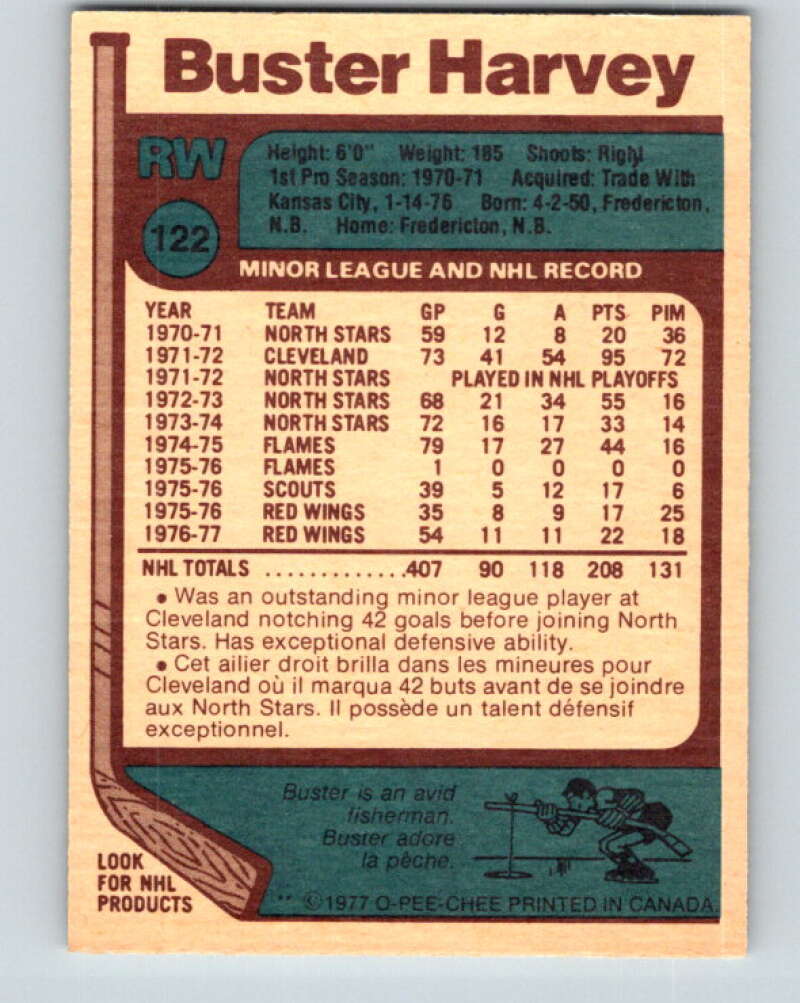 Buster Harvey
RW
122
Height: 6'0" Weight: 185 Shoots: Right
1st Pro Season: 1970-71 Acquired: Trade With
Kansas City, 1-14-76 Born: 4-2-50, Fredericton,
N.B. Home: Fredericton, N.B.
MINOR LEAGUE AND NHL RECORD
YEAR TEAM GP G A PTS PIM
1970-71 NORTH STARS 59 12 8 20 36
1971-72 CLEVELAND 73 41 54 95 72
1971-72 NORTH STARS PLAYED IN NHL PLAYOFFS
1972-73 NORTH STARS 68 21 34 55 16
1973-74 NORTH STARS 72 16 17 33 14
1974-75 FLAMES 79 17 27 44 16
1975-76 FLAMES 1 0 0 0 0
1975-76 SCOUTS 39 5 12 17 6
1975-76 RED WINGS 35 8 9 17 25
1976-77 RED WINGS 54 11 11 22 18
NHL TOTALS .............407 90 118 208 131
• Was an outstanding minor league player at
Cleveland notching 42 goals before joining North
Stars. Has exceptional defensive ability.
• Cet ailier droit brilla dans les mineures pour
Cleveland où il marqua 42 buts avant de se joindre
aux North Stars. Il possède un talent défensif
exceptionnel.
Buster is an avid
fisherman.
Buster adore
la pêche.
LOOK
FOR NHL
PRODUCTS
** ©1977 O-PEE-CHEE PRINTED IN CANADA.